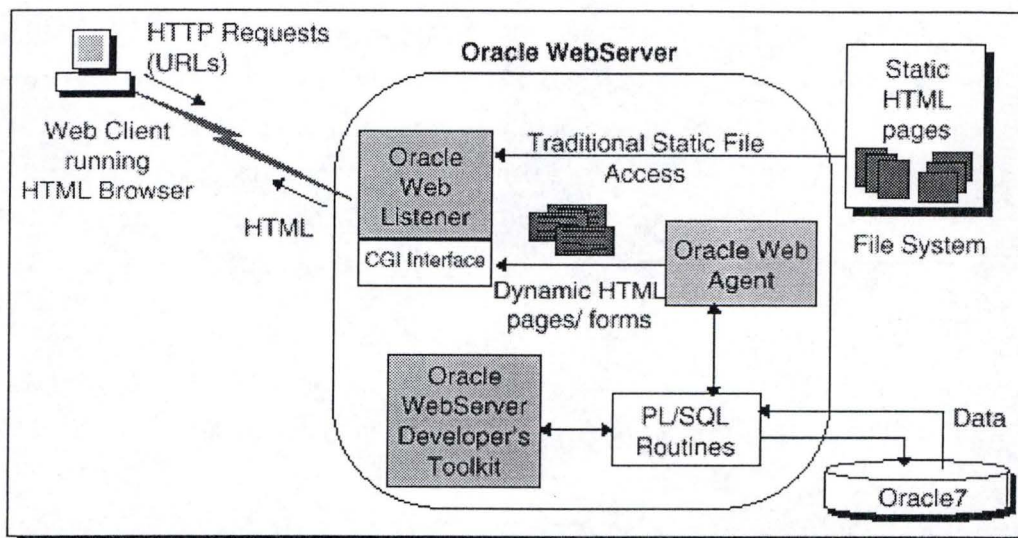 HTTP Requests
(URLs)
Web Client
running
HTML Browser
HTML
Oracle WebServer
Oracle
Web
Listener
CGI Interface
Traditional Static File
Access
Static
HTML
pages
File System
Dynamic HTML
pages/ forms
Oracle Web
Agent
Oracle
WebServer
Developer's
Toolkit
PL/SQL
Routines
Data
Oracle7